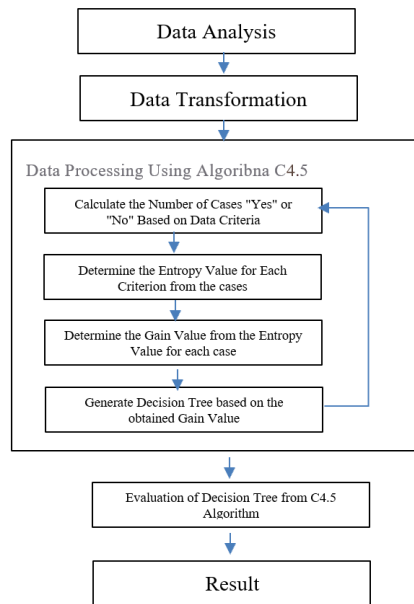 Data Analysis
Data Transformation
Data Processing Using Algoribna C4.5
Calculate the Number of Cases "Yes" or
"No" Based on Data Criteria
Determine the Entropy Value for Each
Criterion from the cases
Determine the Gain Value from the Entropy
Value for each case
Generate Decision Tree based on the
obtained Gain Value
Evaluation of Decision Tree from C4.5
Algorithm
Result